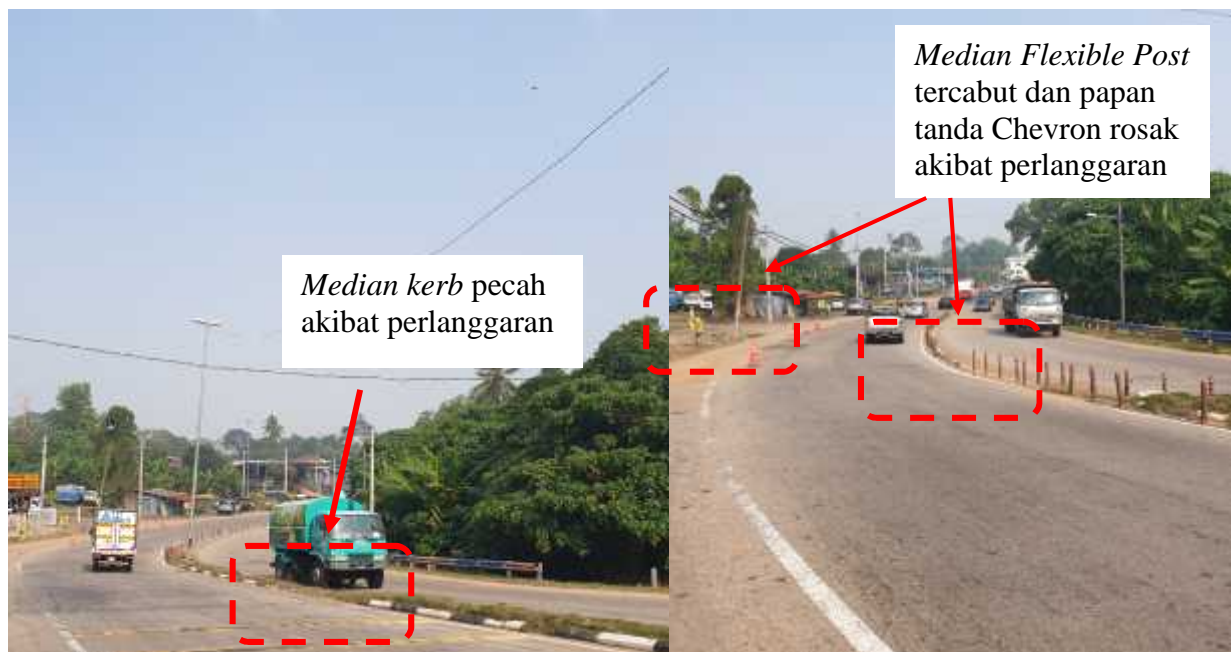 Median kerb pecah
akibat perlanggaran
Median Flexible Post
tercabut dan papan
tanda Chevron rosak
akibat perlanggaran